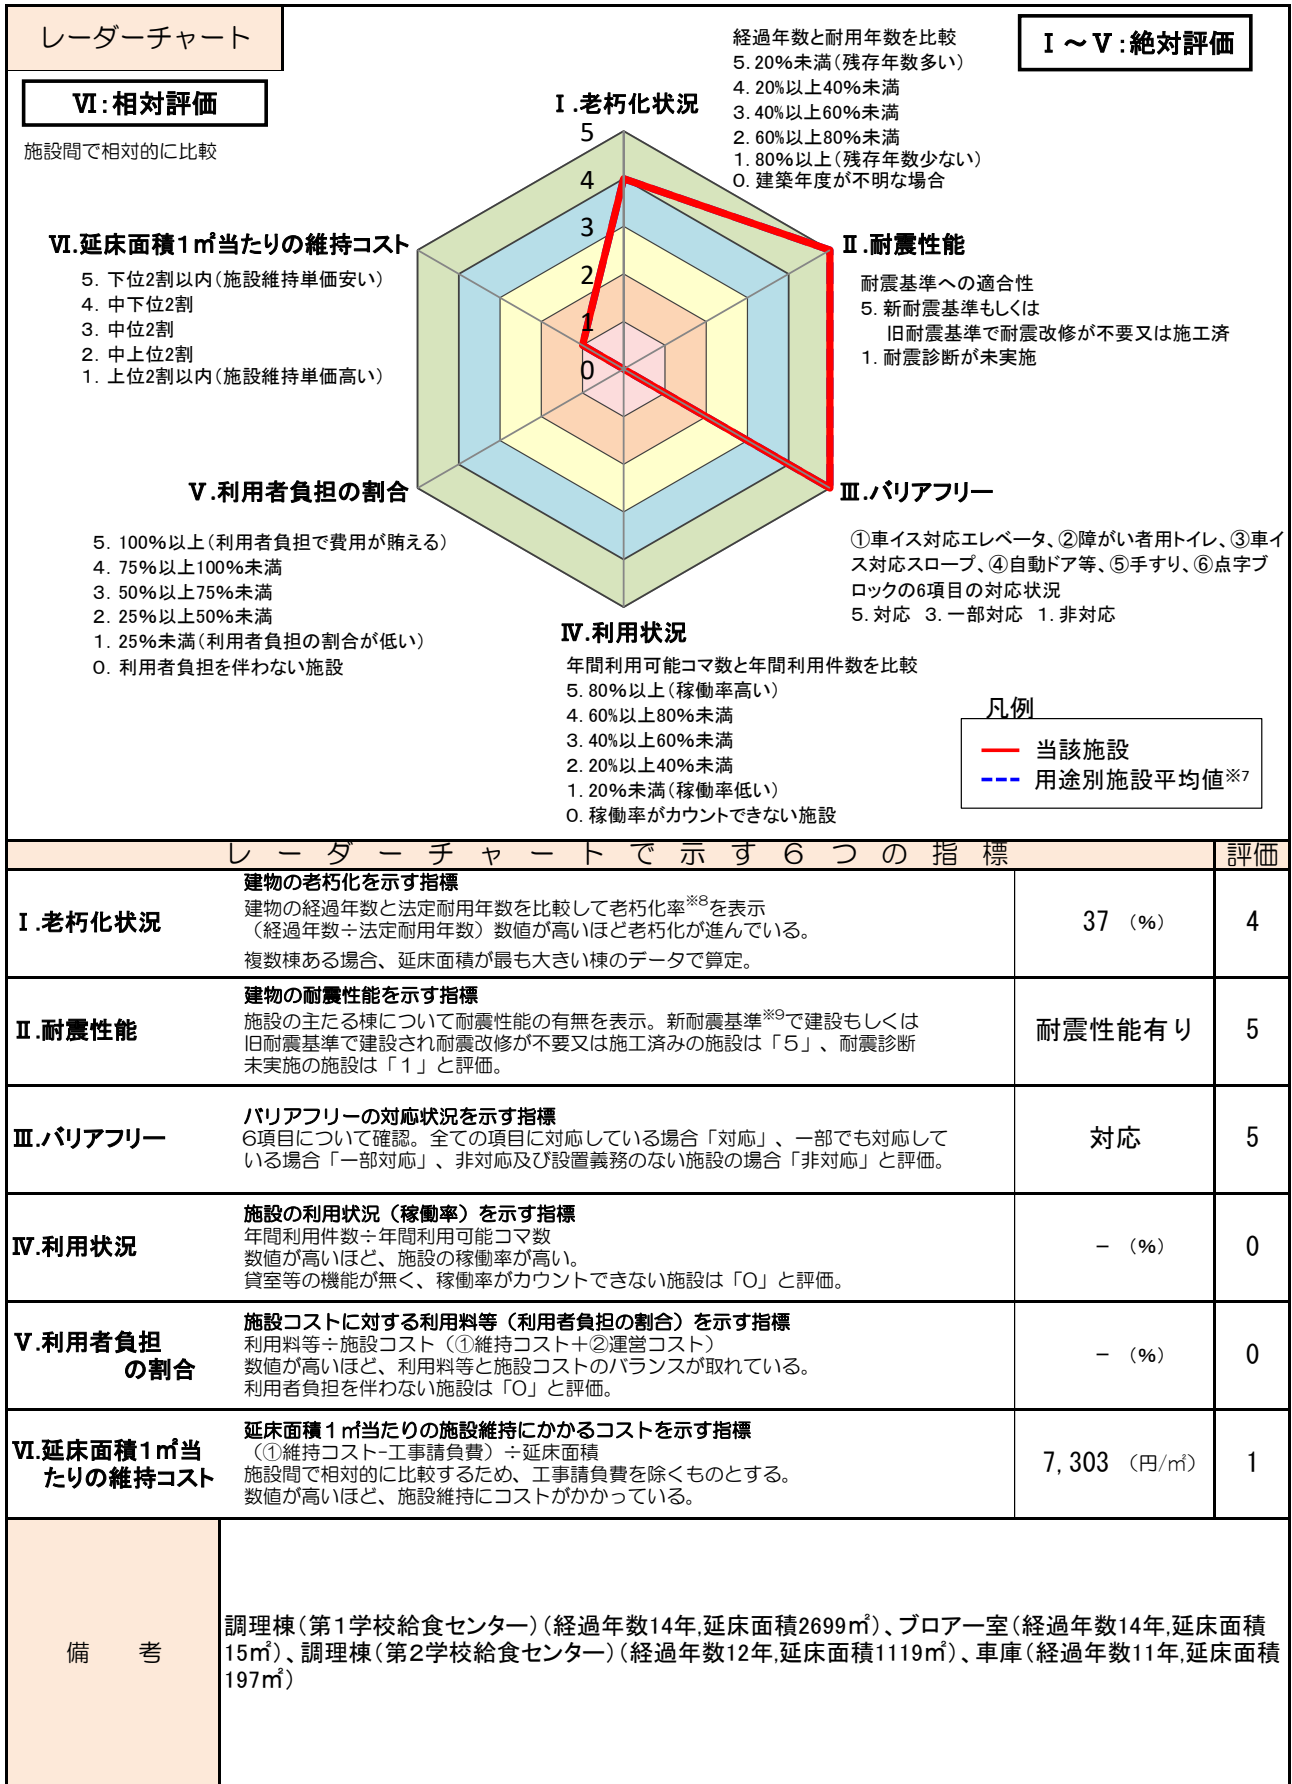 レーダーチャート
Ⅰ～Ⅴ:絶対評価
Ⅵ:相対評価
施設間で相対的に比較
Ⅰ.老朽化状況
経過年数と耐用年数を比較
5.20%未満(残存年数多い)
4.20%以上40%未満
3.40%以上60%未満
2.60%以上80%未満
1.80%以上(残存年数少ない)
0.建築年度が不明な場合
5
4
3
2
1
0
Ⅱ.耐震性能
耐震基準への適合性
5.新耐震基準もしくは
旧耐震基準で耐震改修が不要又は施工済
1.耐震診断が未実施
Ⅵ.延床面積1㎡当たりの維持コスト
5.下位2割以内(施設維持単価安い)
4.中下位2割
3.中位2割
2.中上位2割
1.上位2割以内(施設維持単価高い)
Ⅲ.バリアフリー
①車イス対応エレベータ、②障がい者用トイレ、③車イ
ス対応スロープ、④自動ドア等、⑤手すり、⑥点字ブ
ロックの6項目の対応状況
5.対応 3.一部対応 1.非対応
Ⅴ.利用者負担の割合
5.100%以上(利用者負担で費用が賄える)
4.75%以上100%未満
3.50%以上75%未満
2.25%以上50%未満
1.25%未満(利用者負担の割合が低い)
0.利用者負担を伴わない施設
Ⅳ.利用状況
年間利用可能コマ数と年間利用件数を比較
5.80%以上(稼働率高い)
4.60%以上80%未満
3.40%以上60%未満
2.20%以上40%未満
1.20%未満(稼働率低い)
0.稼働率がカウントできない施設
凡例
当該施設
用途別施設平均値※7
レーダーチャートで示す6つの指標 評価
Ⅰ.老朽化状況
建物の老朽化を示す指標
建物の経過年数と法定耐用年数を比較して老朽化率※8を表示
(経過年数÷法定耐用年数)数値が高いほど老朽化が進んでいる。
複数棟ある場合、延床面積が最も大きい棟のデータで算定。
37 (%) 4
Ⅱ.耐震性能
建物の耐震性能を示す指標
施設の主たる棟について耐震性能の有無を表示。新耐震基準※9で建設もしくは
旧耐震基準で建設され耐震改修が不要又は施工済みの施設は「5」、耐震診断
未実施の施設は「1」と評価。
耐震性能有り 5
Ⅲ.バリアフリー
バリアフリーの対応状況を示す指標
6項目について確認。全ての項目に対応している場合「対応」、一部でも対応して
いる場合「一部対応」、非対応及び設置義務のない施設の場合「非対応」と評価。
対応 5
Ⅳ.利用状況
施設の利用状況(稼働率)を示す指標
年間利用件数÷年間利用可能コマ数
数値が高いほど、施設の稼働率が高い。
貸室等の機能が無く、稼働率がカウントできない施設は「0」と評価。
- (%) 0
Ⅴ.利用者負担
の割合
施設コストに対する利用料等(利用者負担の割合)を示す指標
利用料等÷施設コスト(①維持コスト+②運営コスト)
数値が高いほど、利用料等と施設コストのバランスが取れている。
利用者負担を伴わない施設は「0」と評価。
- (%) 0
Ⅵ.延床面積1㎡当
たりの維持コスト
延床面積1㎡当たりの施設維持にかかるコストを示す指標
(①維持コスト-工事請負費)÷延床面積
施設間で相対的に比較するため、工事請負費を除くものとする。
数値が高いほど、施設維持にコストがかかっている。
7,303 (円/㎡) 1
備 考
調理棟(第1学校給食センター)(経過年数14年,延床面積2699㎡)、ブロアー室(経過年数14年,延床面積
15㎡)、調理棟(第2学校給食センター)(経過年数12年,延床面積1119㎡)、車庫(経過年数11年,延床面積
197㎡)